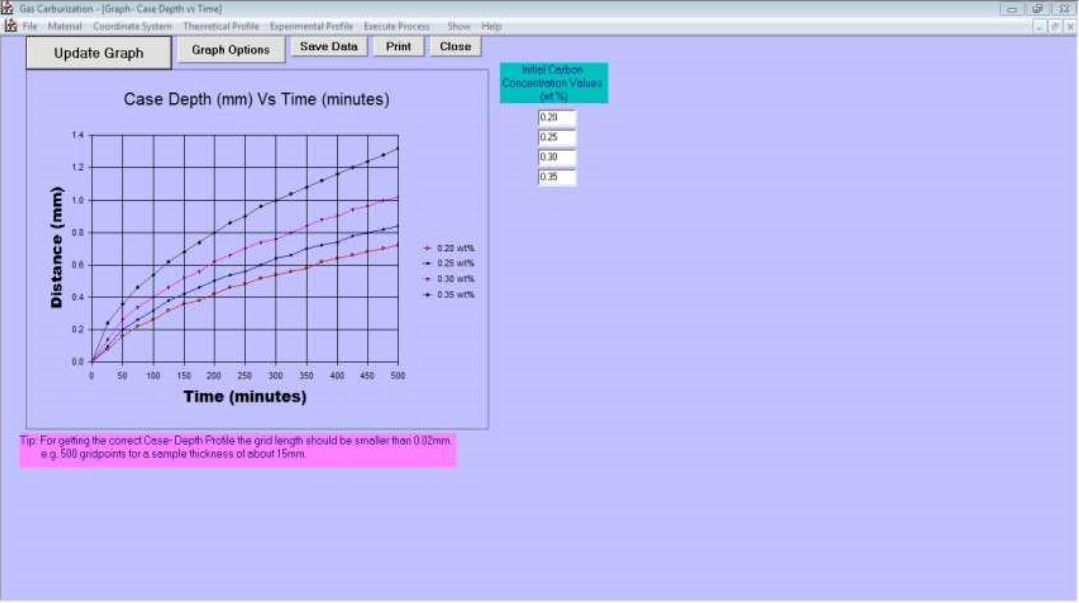 Gas Carburization - [Graph- Case Depth vs Time]
File Material Coordinate System Theoretical Profile Experimental Profile Execute Process Show Help
Update Graph Graph Options Save Data Print Close
Initial Carbon
Concentration Values
(wt %)
0.20
0.25
0.30
0.35
Case Depth (mm) Vs Time (minutes)
Distance (mm)
1.4
1.2
1.0
0.8
0.6
0.4
0.2
0.0
0 50 100 150 200 250 300 350 400 450 500
Time (minutes)
0.20 wt%
0.25 wt%
0.30 wt%
0.35 wt%
Tip: For getting the correct Case- Depth Profile the grid length should be smaller than 0.02mm.
e.g. 500 gridpoints for a sample thickness of about 15mm.